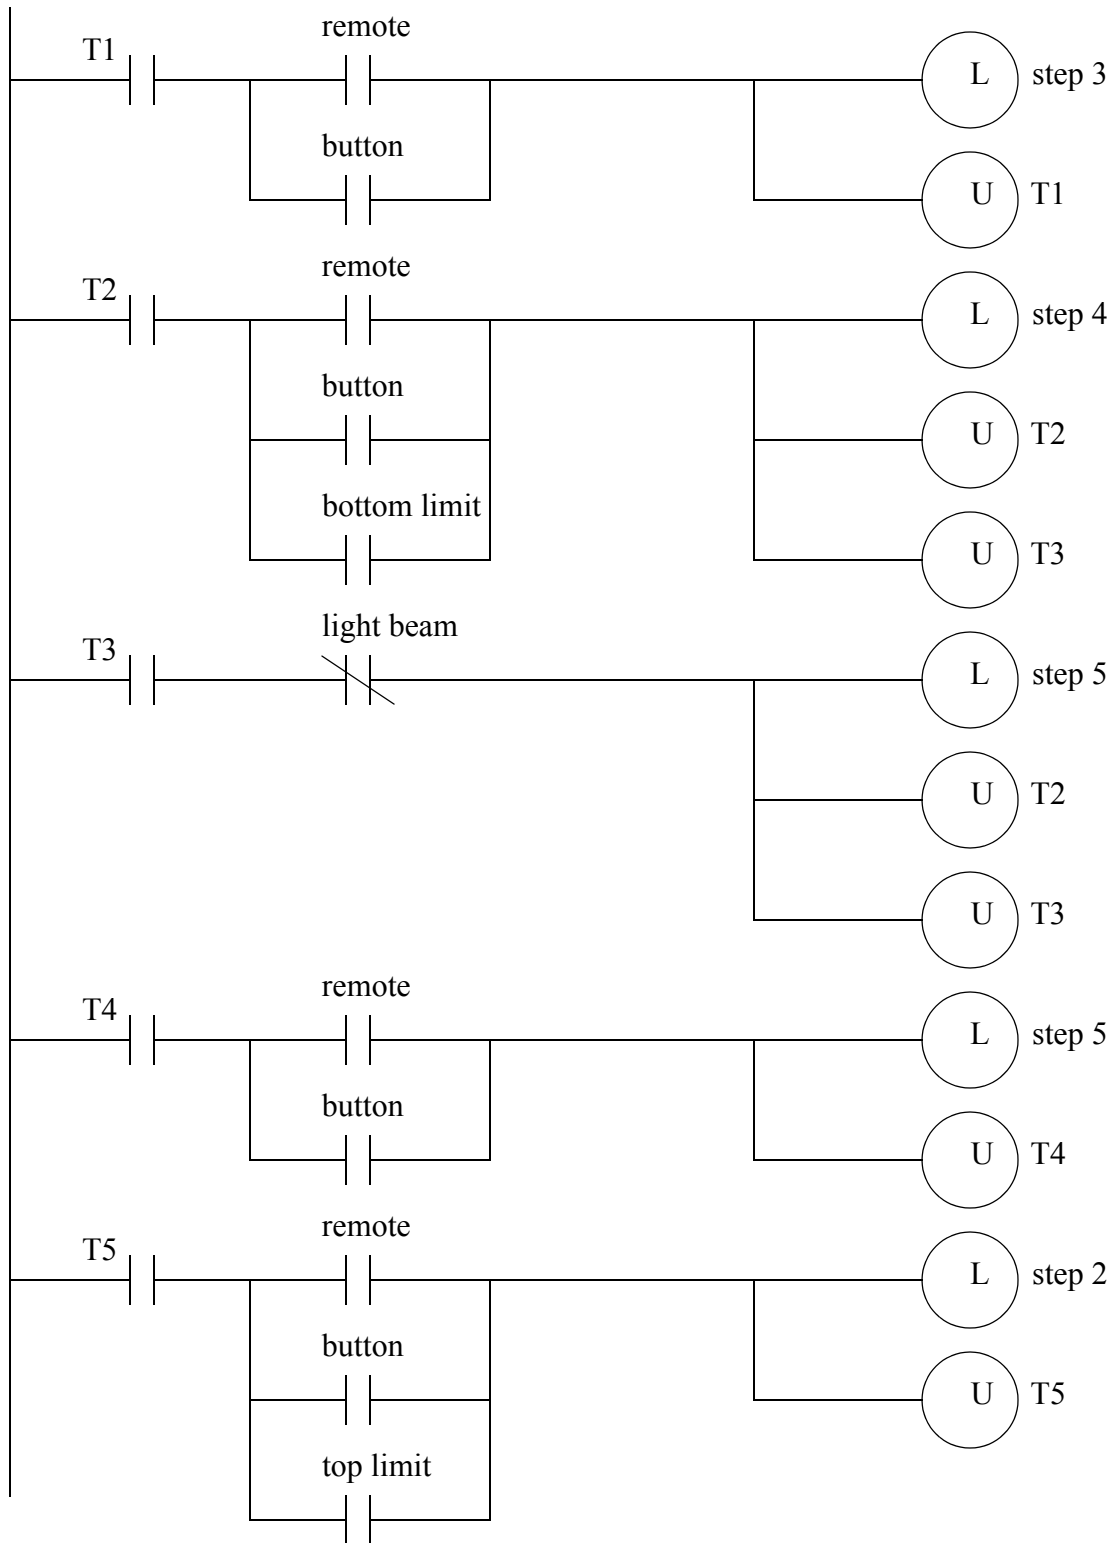 remote
T1
L step 3
button
U T1
remote
T2
L step 4
button
U T2
bottom limit
U T3
light beam
T3
L step 5
U T2
U T3
remote
T4
L step 5
button
U T4
remote
T5
L step 2
button
U T5
top limit